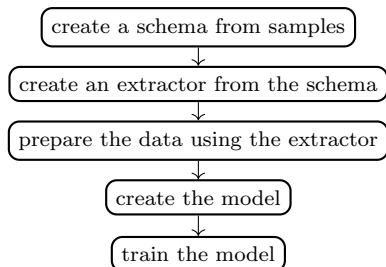 create a schema from samples
create an extractor from the schema
prepare the data using the extractor
create the model
train the model